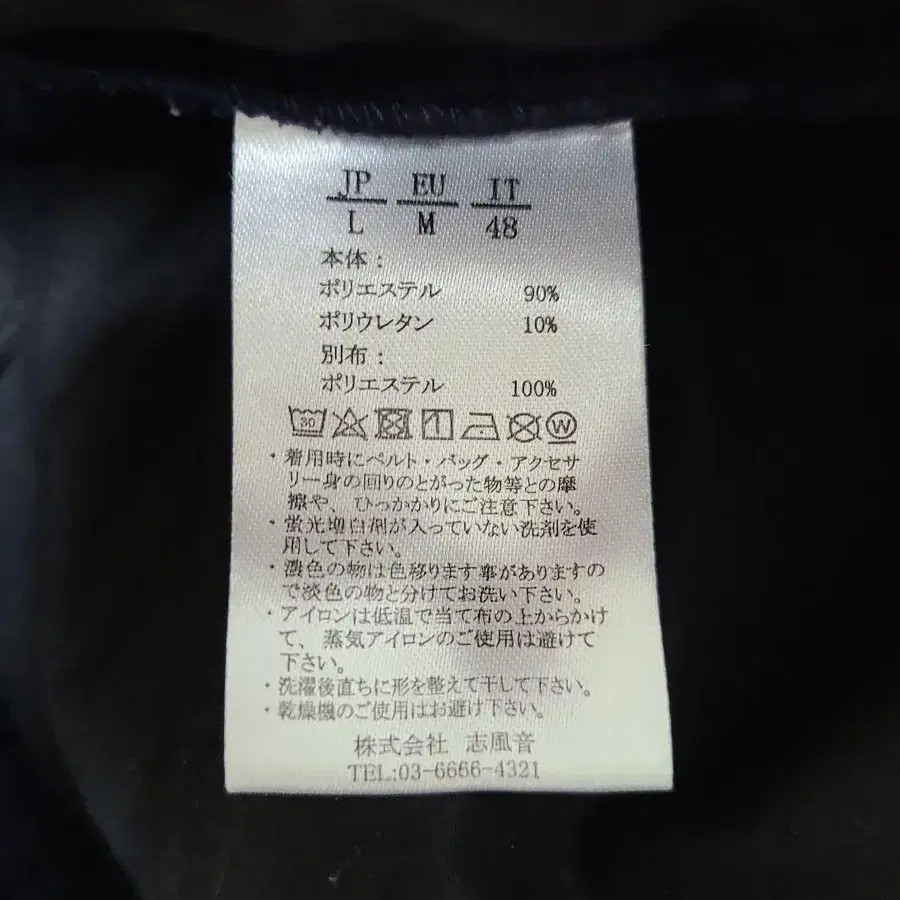 JP EU IT
L M 48
本体:
ポリエステル 90%
ポリウレタン 10%
別布:
ポリエステル 100%
30 W
・着用時にベルト・バッグ・アクセサ
リー身の回りのとがった物等との摩
擦や、ひっかかりにご注意下さい。
・蛍光増白剤が入っていない洗剤を使
用して下さい。
・濃色の物は色移ります事がありますの
で淡色の物と分けてお洗い下さい。
・アイロンは低温で当て布の上からかけ
て、蒸気アイロンのご使用は避けて
下さい。
・洗濯後直ちに形を整えて干して下さい。
・乾燥機のご使用はお避け下さい。
株式会社 志風音
TEL:03-6666-4321